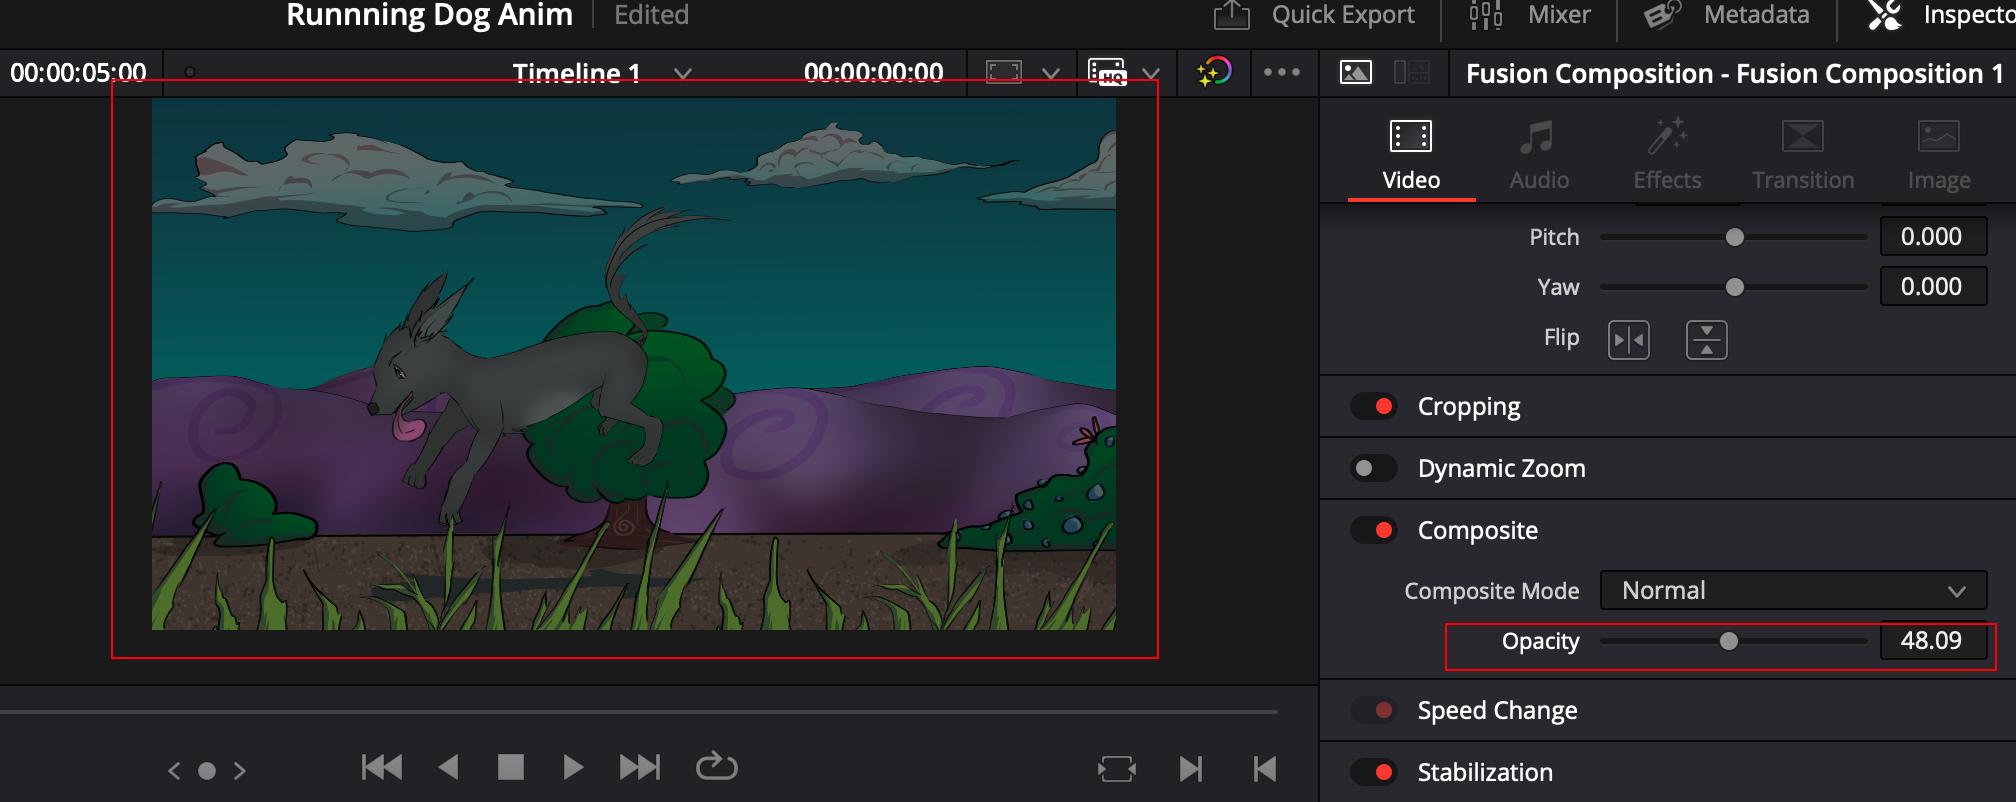 Runnning Dog Anim Edited Quick Export Mixer Metadata Inspecto
00:00:05:00 Timeline 1 00:00:00:00 HQ Fusion Composition - Fusion Composition 1
Video Audio Effects Transition Image
Pitch 0.000
Yaw 0.000
Flip
Cropping
Dynamic Zoom
Composite
Composite Mode Normal
Opacity 48.09
Speed Change
Stabilization